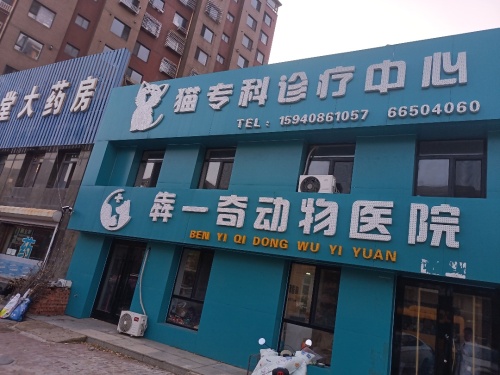 堂大药房
猫专科诊疗中心
TEL: 15940861057 66504060
犇一奇动物医院
BEN YI QI DONG WU YI YUAN